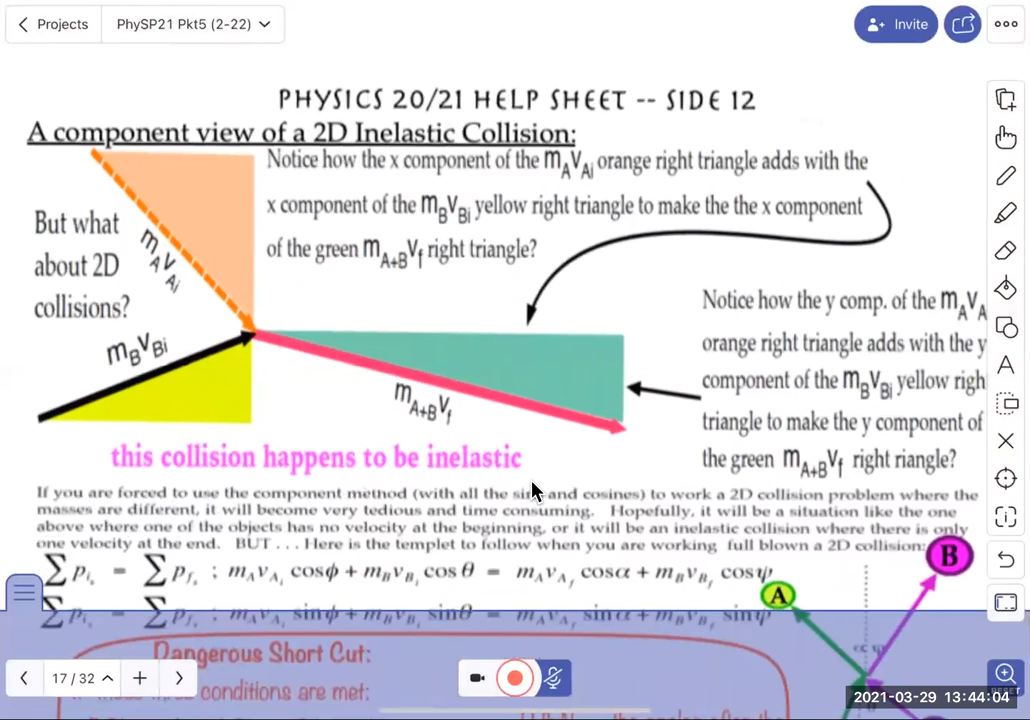 Projects
PhySP21 Pkt5 (2-22)
Invite
PHYSICS 20/21 HELP SHEET -- SIDE 12
A component view of a 2D Inelastic Collision:
Notice how the x component of the mAVAi orange right triangle adds with the
x component of the mBVBi yellow right triangle to make the the x component
of the green mA+BVf right triangle?
But what
about 2D
collisions?
mAVAi
mBVBi
mA+BVf
Notice how the y comp. of the mAVA
orange right triangle adds with the y
component of the mBVBi yellow righ
triangle to make the y component of
the green mA+BVf right riangle?
this collision happens to be inelastic
If you are forced to use the component method (with all the sins and cosines) to work a 2D collision problem where the
masses are different, it will become very tedious and time consuming. Hopefully, it will be a situation like the one
above where one of the objects has no velocity at the beginning, or it will be an inelastic collision where there is only
one velocity at the end. BUT . . . Here is the templet to follow when you are working full blown a 2D collision:
∑ pix = ∑ pfx ; mAvAi cosϕ + mBvBi cosθ = mAvAf cosα + mBvBf cosψ
∑ pix = ∑ pfx : mAvAi sinϕ + mBvBi sinθ = mAvAf sinα + mBvBf sinψ
A
B
Dangerous Short Cut:
conditions are met:
17 / 32
RESET
2021-03-29 13:44:04